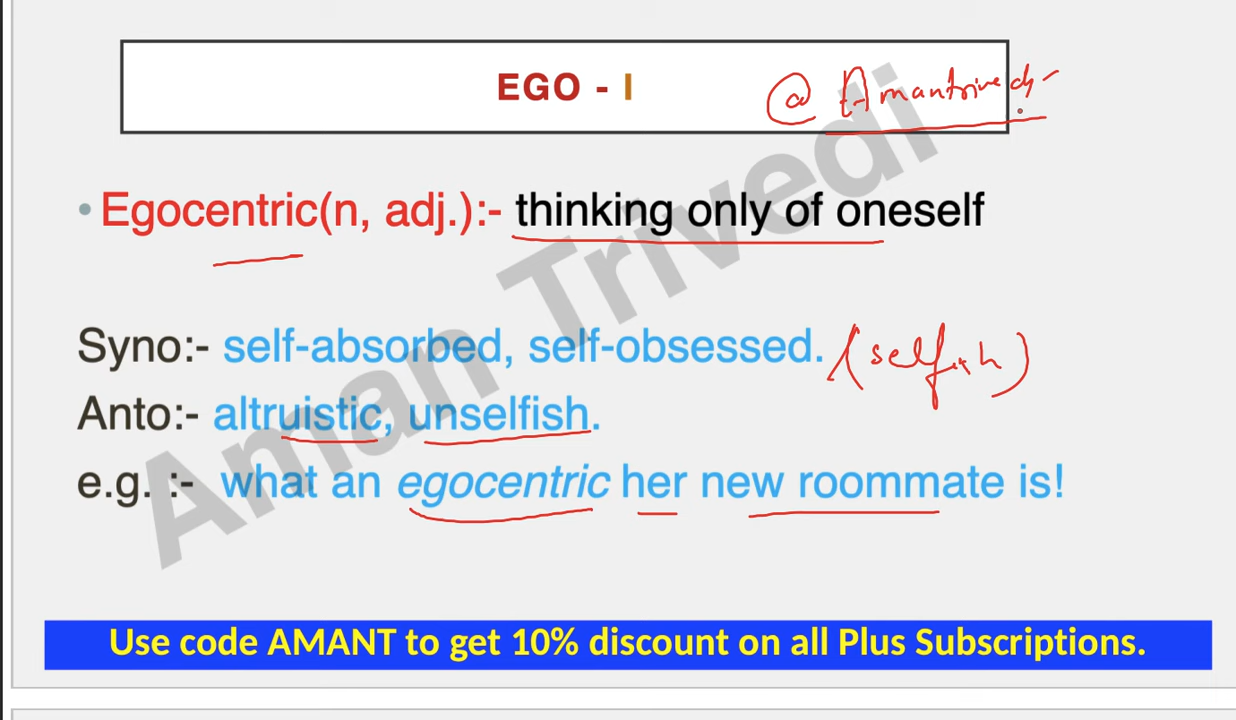 EGO - I @Amantrivedi
• Egocentric(n, adj.):- thinking only of oneself
Syno:- self-absorbed, self-obsessed. (selfish)
Anto:- altruistic, unselfish.
e.g. :- what an egocentric her new roommate is!
Aman Trivedi
Use code AMANT to get 10% discount on all Plus Subscriptions.